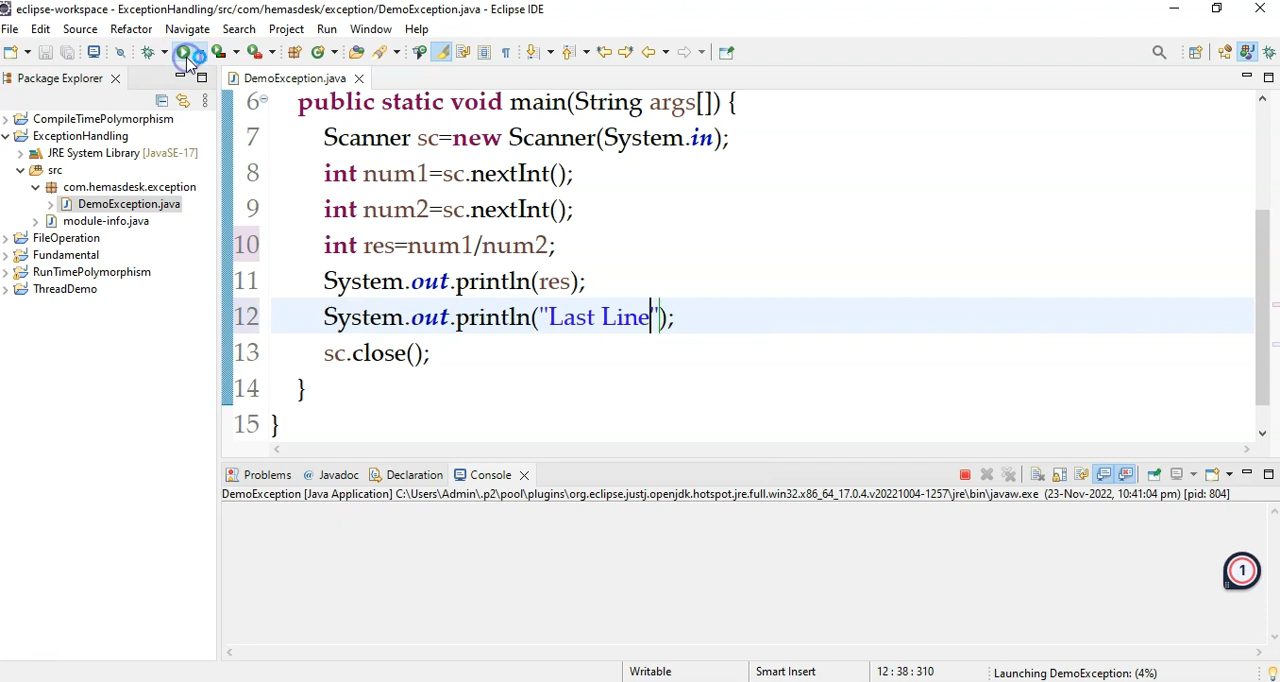 eclipse-workspace - ExceptionHandling/src/com/hemasdesk/exception/DemoException.java - Eclipse IDE
File Edit Source Refactor Navigate Search Project Run Window Help
Package Explorer
DemoException.java
CompileTimePolymorphism
ExceptionHandling
JRE System Library [JavaSE-17]
src
com.hemasdesk.exception
DemoException.java
module-info.java
FileOperation
Fundamental
RunTimePolymorphism
ThreadDemo
6 public static void main(String args[]) {
7 Scanner sc=new Scanner(System.in);
8 int num1=sc.nextInt();
9 int num2=sc.nextInt();
10 int res=num1/num2;
11 System.out.println(res);
12 System.out.println("Last Line");
13 sc.close();
14 }
15 }
Problems @ Javadoc Declaration Console
DemoException [Java Application] C:\Users\Admin\.p2\pool\plugins\org.eclipse.justj.openjdk.hotspot.jre.full.win32.x86_64_17.0.4.v20221004-1257\jre\bin\javaw.exe (23-Nov-2022, 10:41:04 pm) [pid: 804]
1
Writable Smart Insert 12 : 38 : 310 Launching DemoException: (4%)